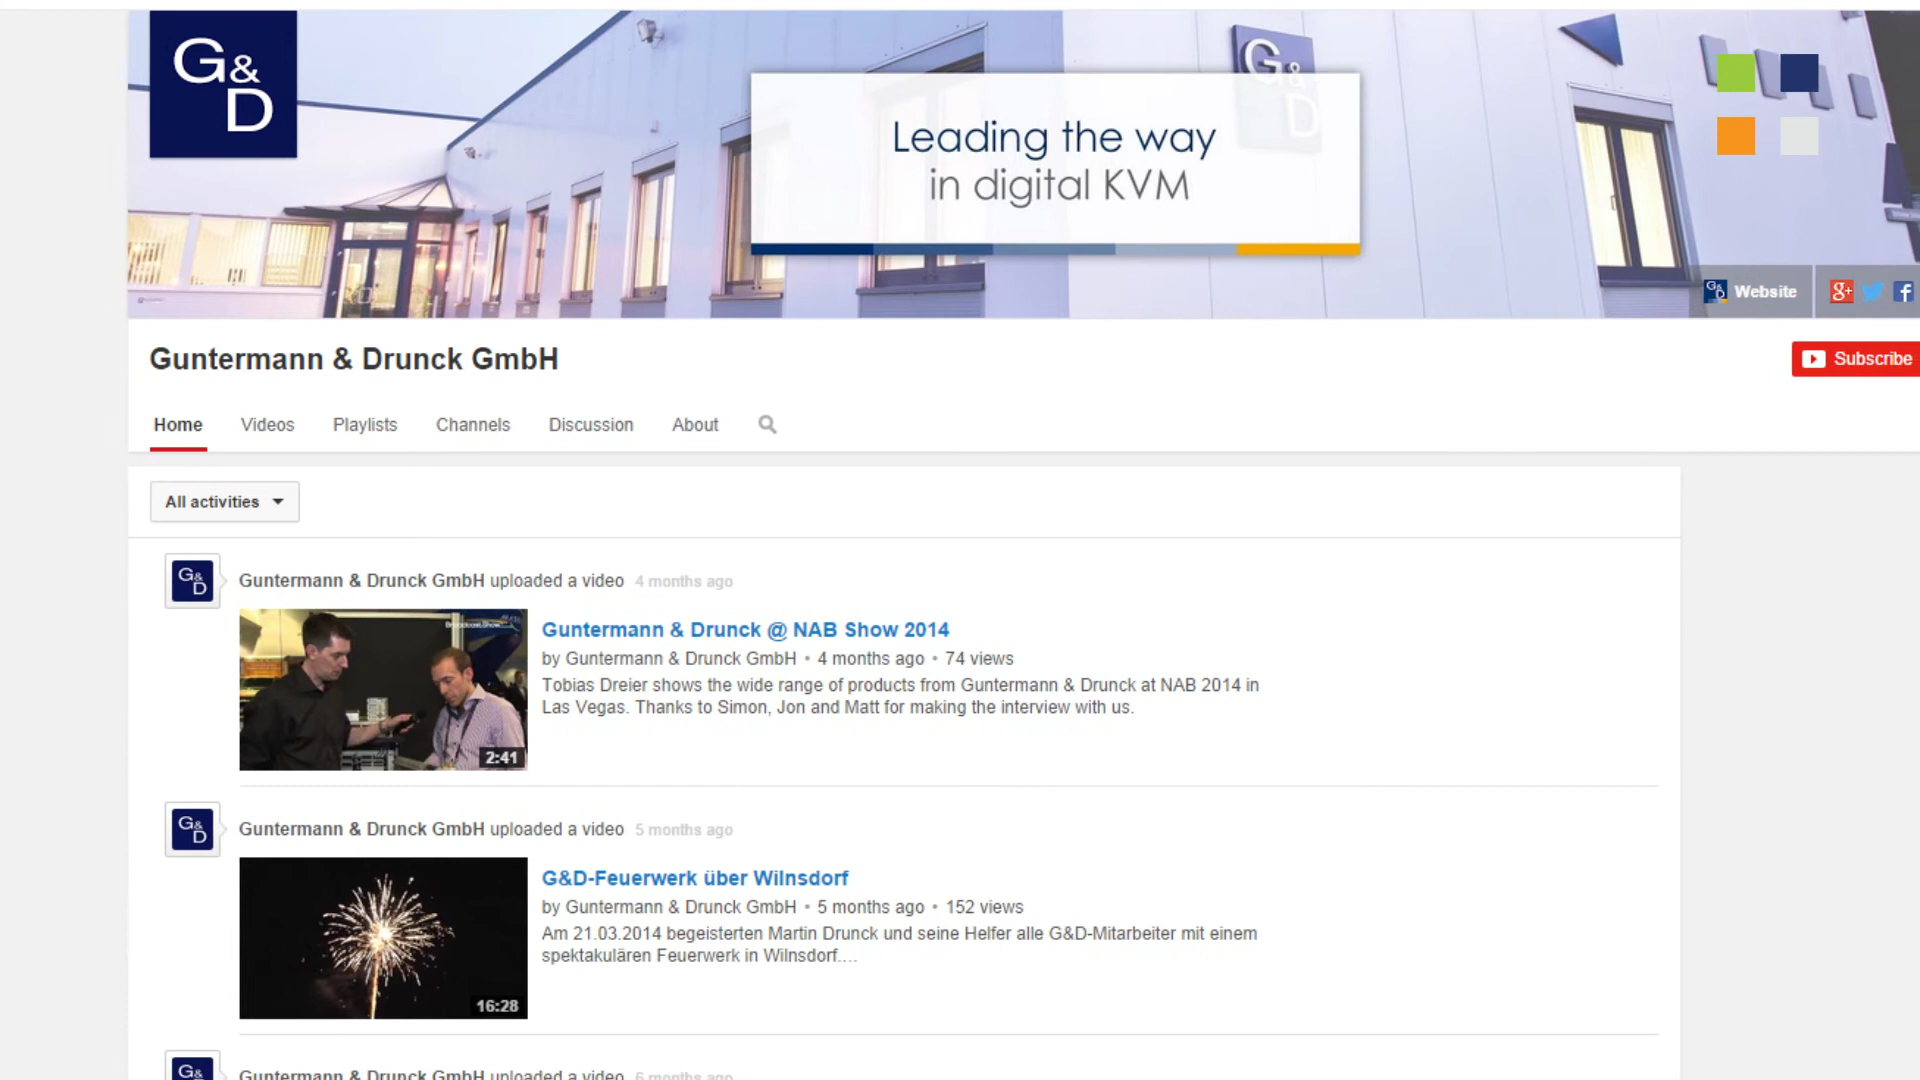 G&
D
G&
D
Leading the way
in digital KVM
G&D Website
g+ f
Guntermann & Drunck GmbH
Subscribe
Home Videos Playlists Channels Discussion About
All activities
G&D
Guntermann & Drunck GmbH uploaded a video 4 months ago
Guntermann & Drunck @ NAB Show 2014
by Guntermann & Drunck GmbH • 4 months ago • 74 views
Tobias Dreier shows the wide range of products from Guntermann & Drunck at NAB 2014 in
Las Vegas. Thanks to Simon, Jon and Matt for making the interview with us.
2:41
G&D
Guntermann & Drunck GmbH uploaded a video 5 months ago
G&D-Feuerwerk über Wilnsdorf
by Guntermann & Drunck GmbH • 5 months ago • 152 views
Am 21.03.2014 begeisterten Martin Drunck und seine Helfer alle G&D-Mitarbeiter mit einem
spektakulären Feuerwerk in Wilnsdorf....
16:28
G&
Guntermann & Drunck GmbH uploaded a video 6 months ago